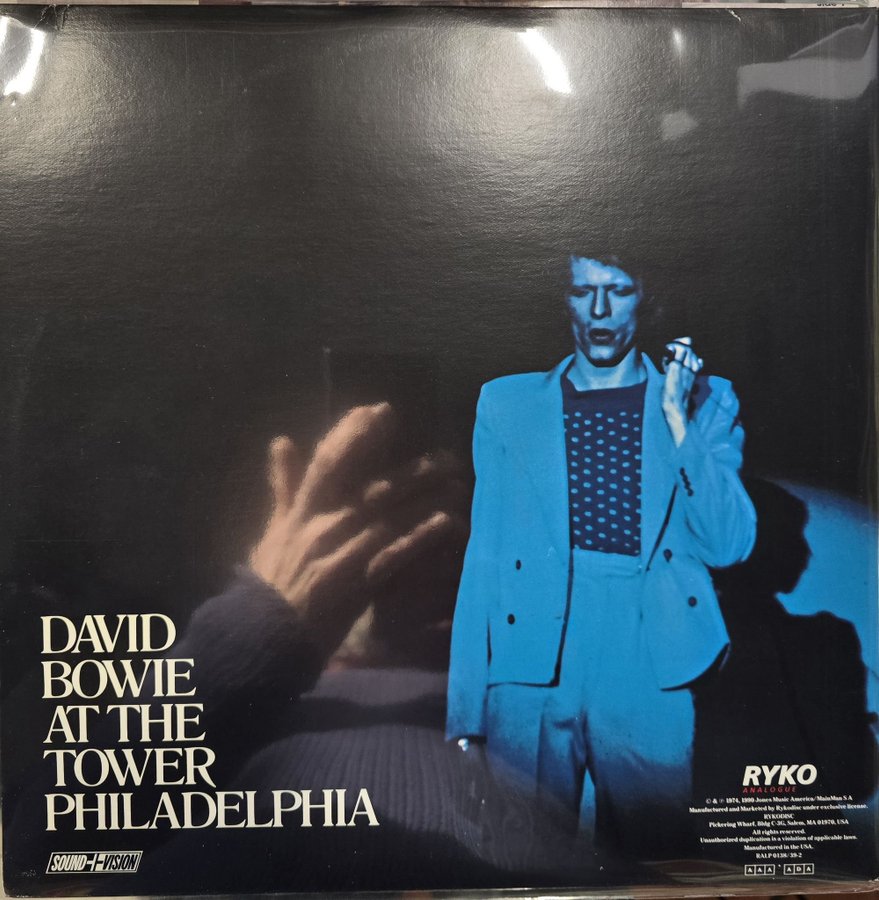 DAVID
BOWIE
AT THE
TOWER
PHILADELPHIA
SOUND+VISION
RYKO
ANALOGUE
© & ℗ 1974, 1990 Jones Music America/MainMan S A
Manufactured and Marketed by Rykodisc under exclusive license.
RYKODISC
Pickering Wharf, Bldg C-3G, Salem, MA 01970, USA
All rights reserved.
Unauthorized duplication is a violation of applicable laws.
Manufactured in the USA.
RALP 0138/39-2
AAA ADA